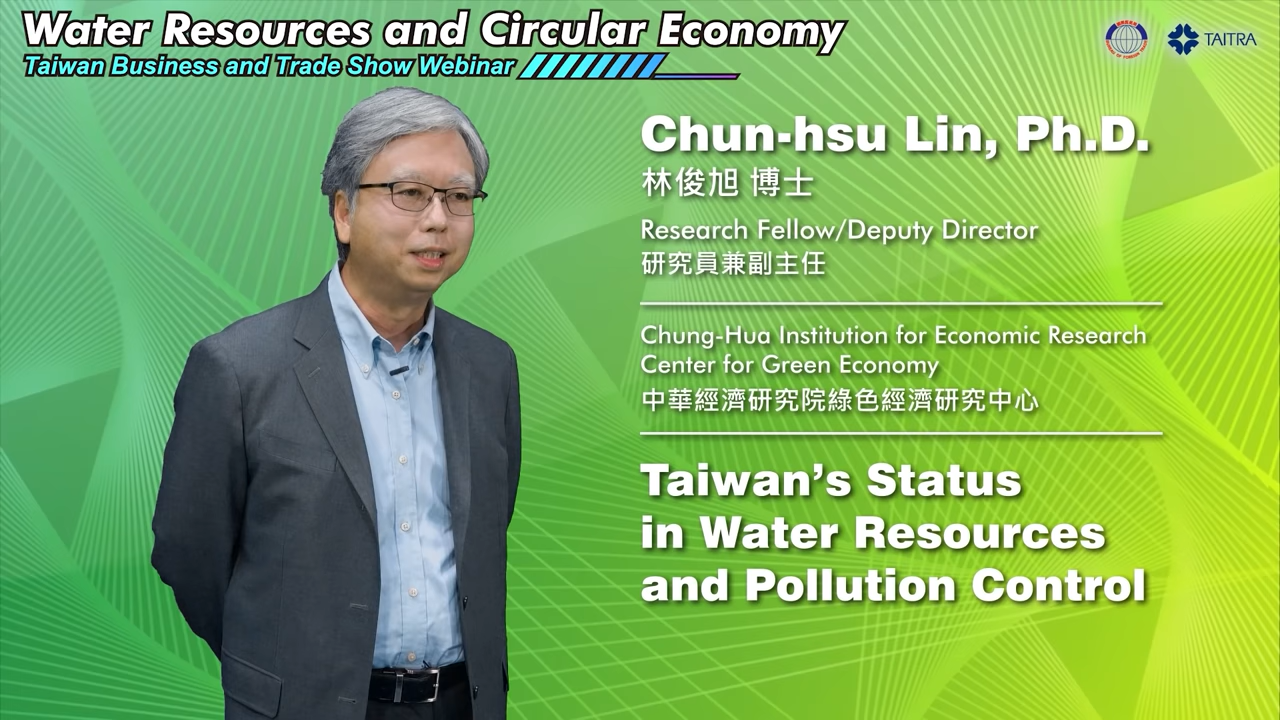 Water Resources and Circular Economy
Taiwan Business and Trade Show Webinar
TAITRA
Chun-hsu Lin, Ph.D.
林俊旭 博士
Research Fellow/Deputy Director
研究員兼副主任
Chung-Hua Institution for Economic Research
Center for Green Economy
中華經濟研究院綠色經濟研究中心
Taiwan's Status
in Water Resources
and Pollution Control